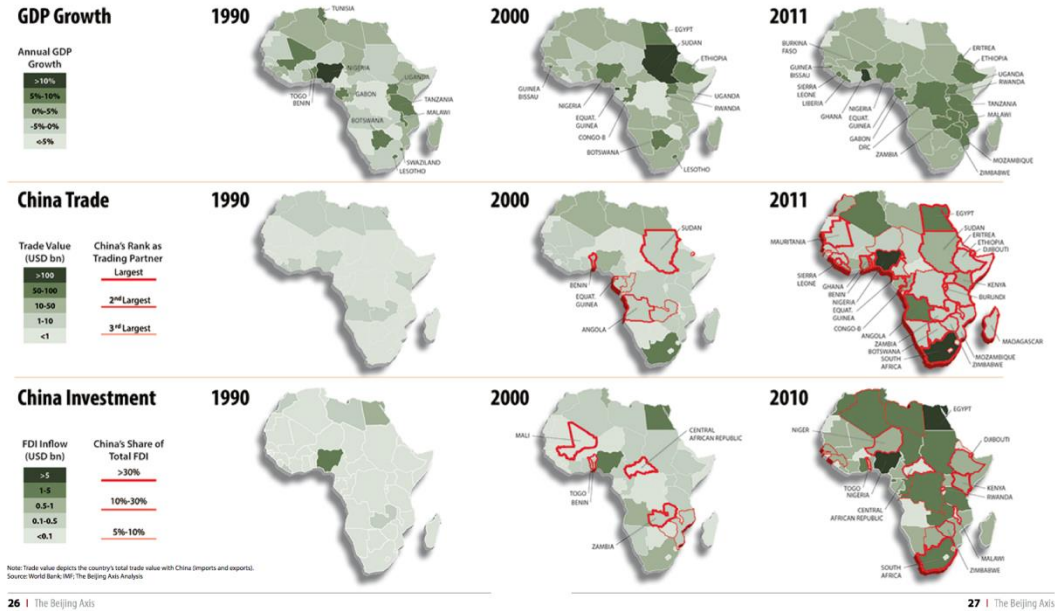 GDP Growth
1990
2000
2011
Annual GDP
Growth
>10%
5%-10%
0%-5%
-5%-0%
<-5%
TUNISIA
NIGERIA
UGANDA
TOGO
BENIN
GABON
TANZANIA
MALAWI
BOTSWANA
SWAZILAND
LESOTHO
EGYPT
SUDAN
ETHIOPIA
GUINEA
BISSAU
NIGERIA
UGANDA
RWANDA
EQUAT.
GUINEA
CONGO-B
BOTSWANA
LESOTHO
BURKINA
FASO
ERITREA
ETHIOPIA
GUINEA
BISSAU
UGANDA
RWANDA
SIERRA
LEONE
LIBERIA
TANZANIA
MALAWI
GHANA
NIGERIA
EQUAT.
GUINEA
GABON
DRC
ZAMBIA
MOZAMBIQUE
ZIMBABWE
China Trade
1990
2000
2011
Trade Value
(USD bn)
>100
50-100
10-50
1-10
<1
China's Rank as
Trading Partner
Largest
2nd Largest
3rd Largest
SUDAN
BENIN
EQUAT.
GUINEA
ANGOLA
MAURITANIA
EGYPT
SUDAN
ERITREA
ETHIOPIA
DJIBOUTI
SIERRA
LEONE
GHANA
BENIN
NIGERIA
EQUAT.
GUINEA
CONGO-B
KENYA
BURUNDI
ANGOLA
ZAMBIA
BOTSWANA
SOUTH
AFRICA
MADAGASCAR
MOZAMBIQUE
ZIMBABWE
China Investment
1990
2000
2010
FDI Inflow
(USD bn)
>5
1-5
0.5-1
0.1-0.5
<0.1
China's Share of
Total FDI
>30%
10%-30%
5%-10%
MALI
CENTRAL
AFRICAN REPUBLIC
TOGO
BENIN
ZAMBIA
NIGER
EGYPT
DJIBOUTI
TOGO
NIGERIA
KENYA
RWANDA
CENTRAL
AFRICAN REPUBLIC
MALAWI
SOUTH
AFRICA
ZIMBABWE
Note: Trade value depicts the country's total trade value with China (imports and exports).
Source: World Bank; IMF; The Beijing Axis Analysis
26 | The Beijing Axis
27 | The Beijing Axis